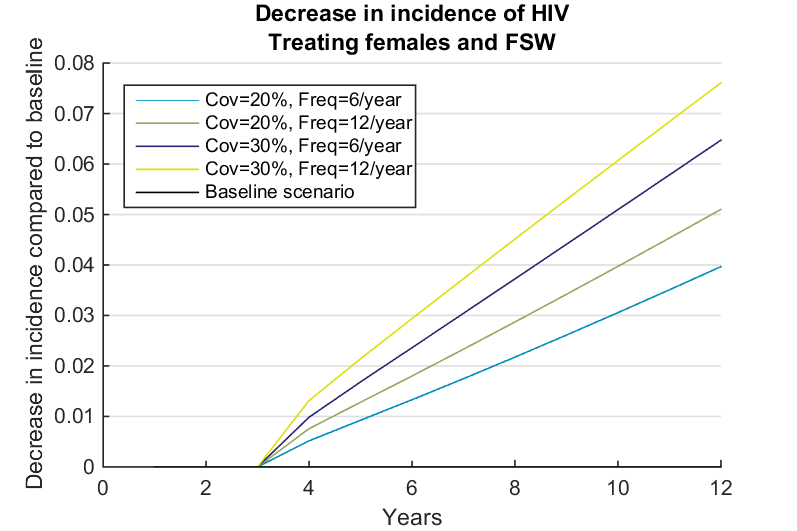 Decrease in incidence of HIV
Treating females and FSW
Decrease in incidence compared to baseline
0.08
0.07
0.06
0.05
0.04
0.03
0.02
0.01
0
Cov=20%, Freq=6/year
Cov=20%, Freq=12/year
Cov=30%, Freq=6/year
Cov=30%, Freq=12/year
Baseline scenario
0 2 4 6 8 10 12
Years